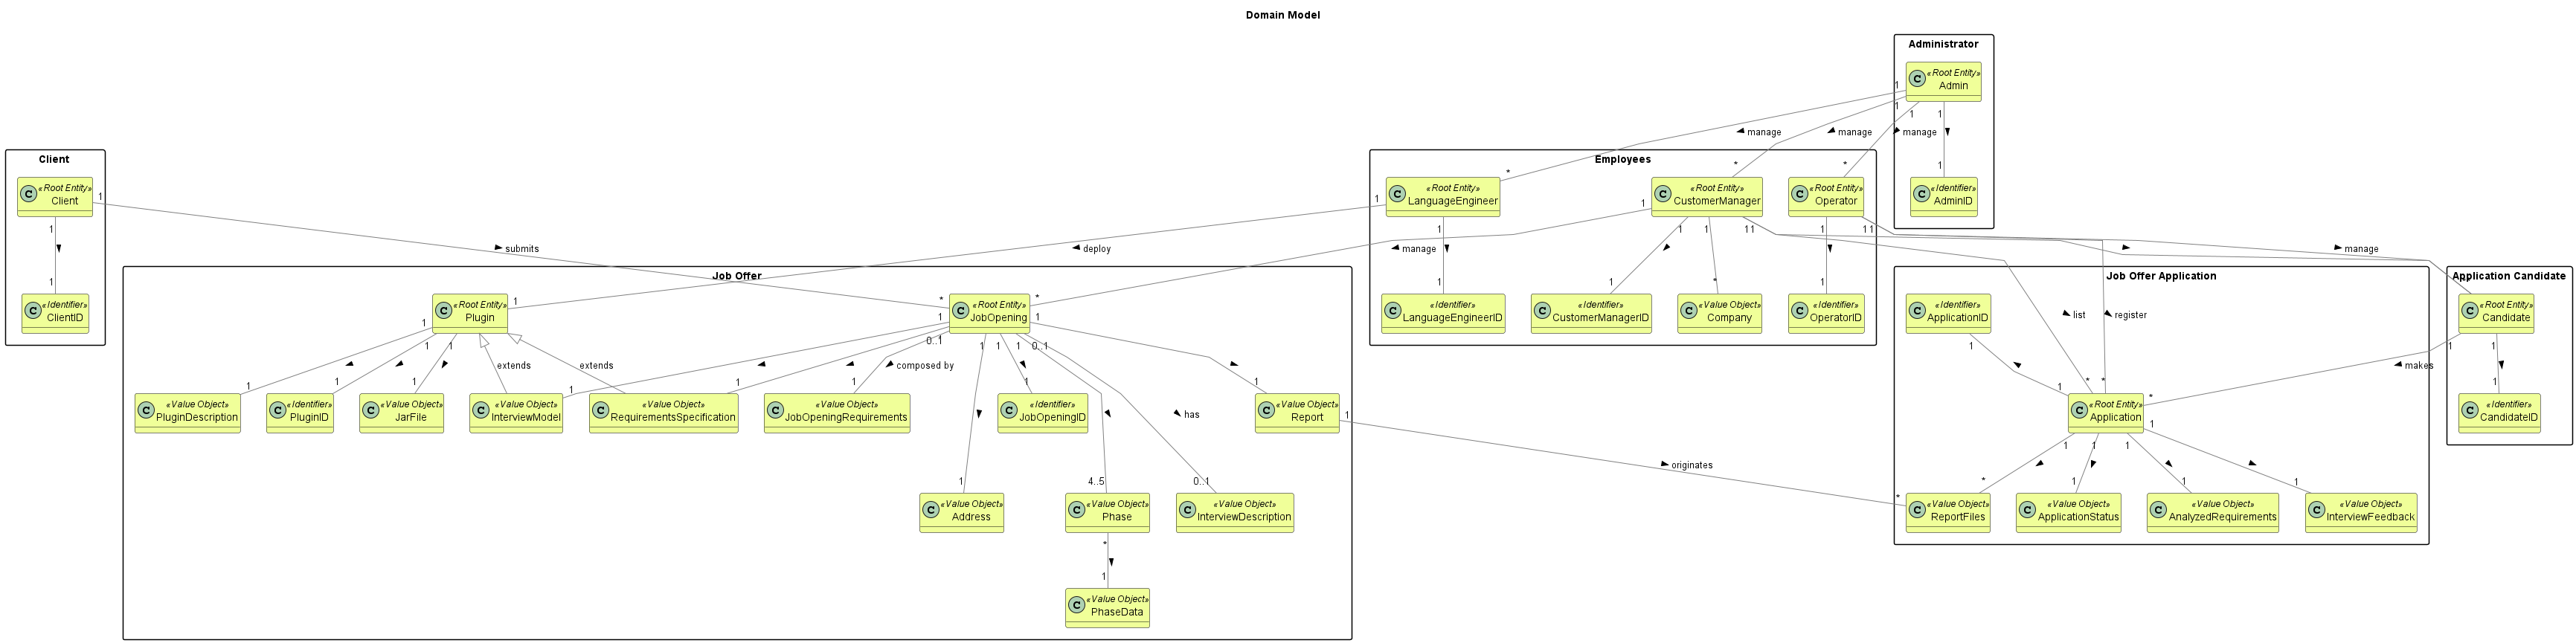 Domain Model
Administrator
«Root Entity»
Admin
1
1
1
1
manage
manage
manage
1
«Identifier»
AdminID
Client
«Root Entity»
Client
1
1
1
«Identifier»
ClientID
submits
Employees
*
«Root Entity»
LanguageEngineer
1
1
1
«Identifier»
LanguageEngineerID
deploy
*
«Root Entity»
CustomerManager
1
1
1
1
1
manage
1
«Identifier»
CustomerManagerID
*
«Value Object»
Company
*
«Root Entity»
Operator
1
1
1
1
«Identifier»
OperatorID
manage
Job Offer
«Root Entity»
Plugin
1
1
1
1
extends
extends
*
*
«Root Entity»
JobOpening
1
1
0..1
1
1
1
0..1
composed by
has
1
«Value Object»
PluginDescription
1
«Identifier»
PluginID
1
«Value Object»
JarFile
1
«Value Object»
InterviewModel
1
«Value Object»
RequirementsSpecification
1
«Value Object»
JobOpeningRequirements
1
«Identifier»
JobOpeningID
1
«Value Object»
Report
1
originates
1
«Value Object»
Address
4..5
«Value Object»
Phase
0..1
«Value Object»
InterviewDescription
*
1
«Value Object»
PhaseData
Job Offer Application
«Identifier»
ApplicationID
1
1
list
register
*
*
*
«Root Entity»
Application
1
1
1
1
*
*
«Value Object»
ReportFiles
1
«Value Object»
ApplicationStatus
1
«Value Object»
AnalyzedRequirements
1
«Value Object»
InterviewFeedback
Application Candidate
«Root Entity»
Candidate
1
1
makes
1
«Identifier»
CandidateID